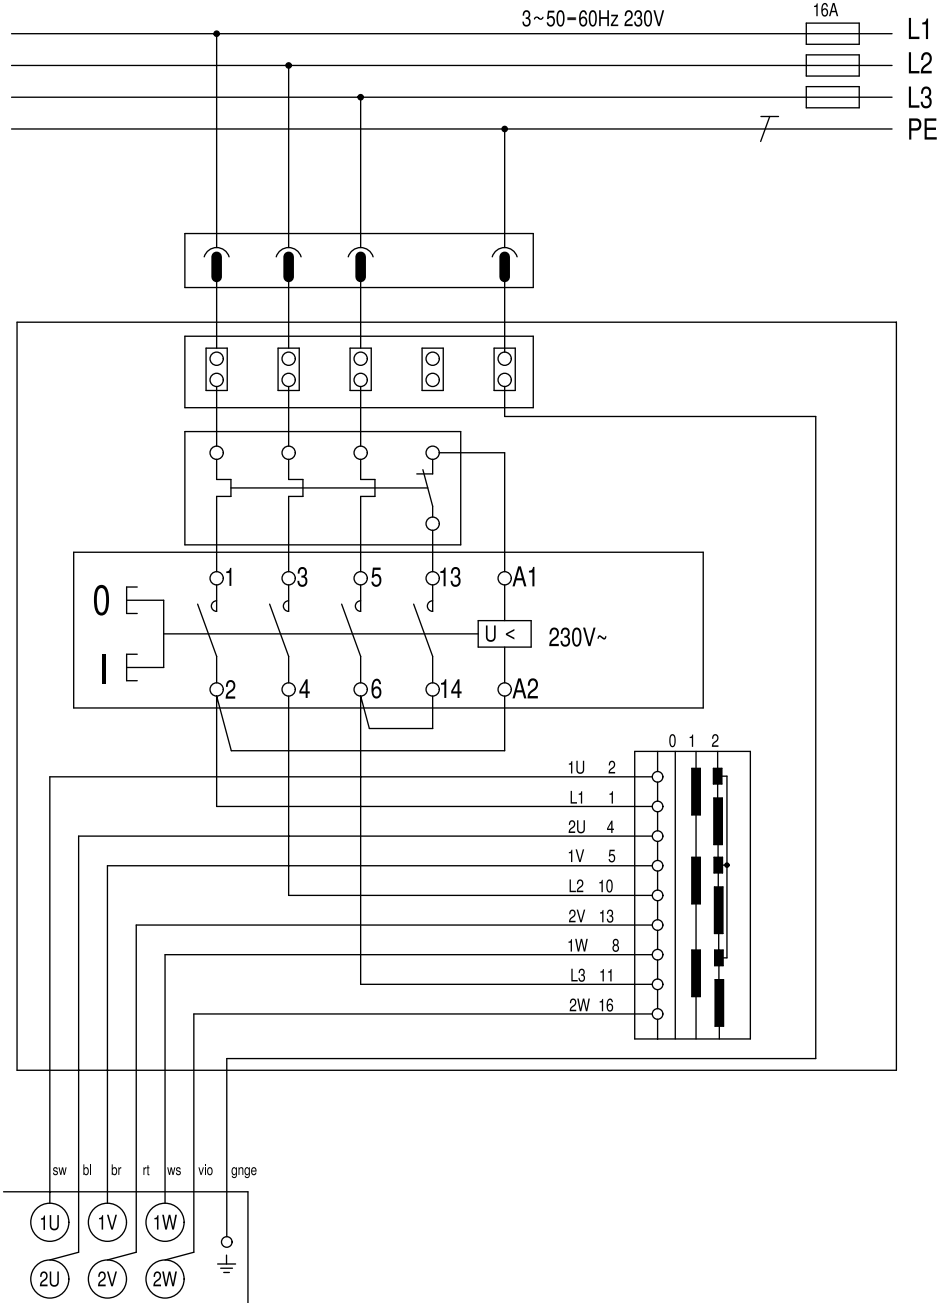 3~50-60Hz 230V
16A
L1
L2
L3
PE
1 3 5 13 A1
0
U <
230V~
I
2 4 6 14 A2
0 1 2
1U 2
L1 1
2U 4
1V 5
L2 10
2V 13
1W 8
L3 11
2W 16
sw bl br rt ws vio gnge
1U 1V 1W
2U 2V 2W